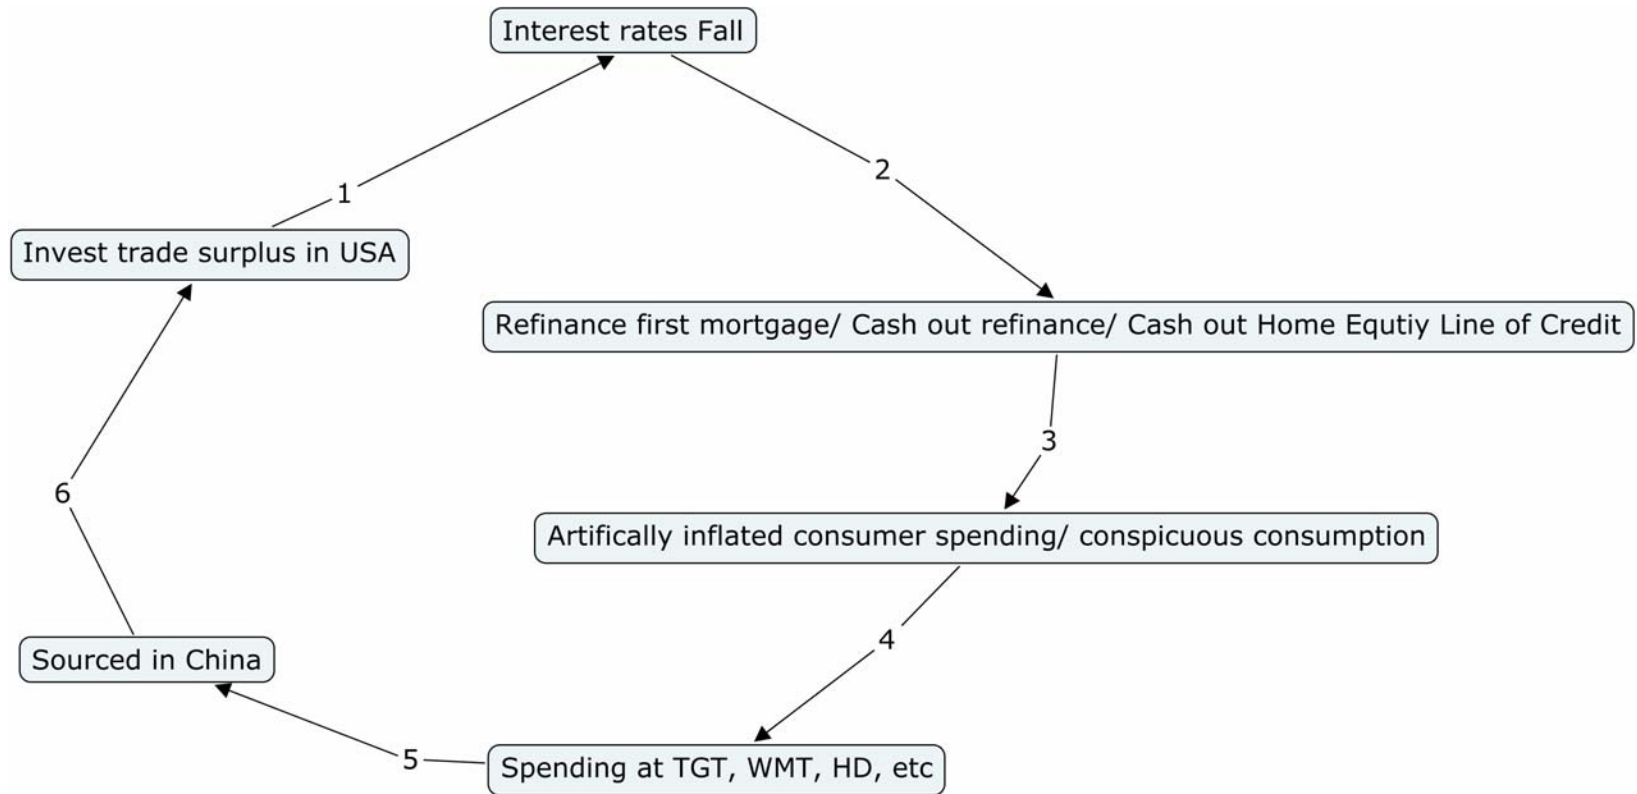 Interest rates Fall
2
1
Invest trade surplus in USA
Refinance first mortgage/ Cash out refinance/ Cash out Home Equtiy Line of Credit
3
6
Artifically inflated consumer spending/ conspicuous consumption
4
Sourced in China
5
Spending at TGT, WMT, HD, etc